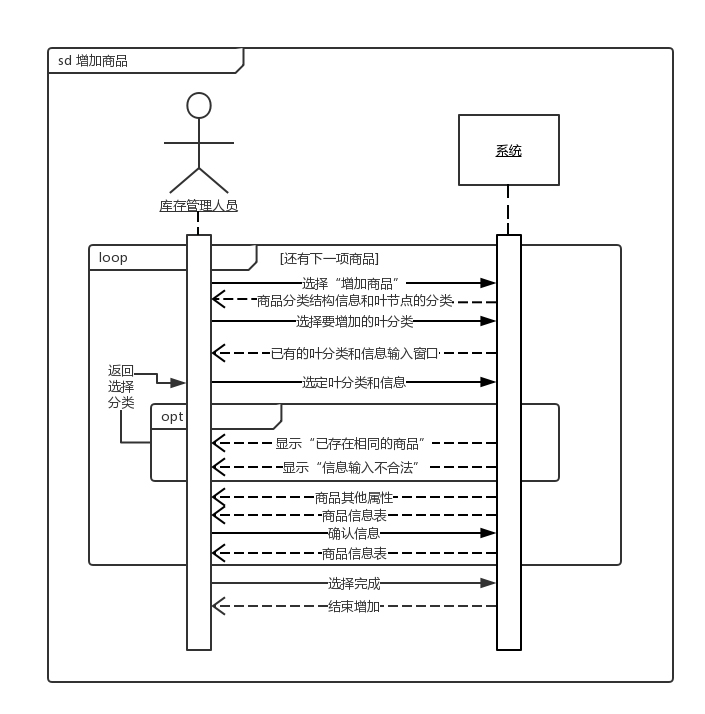 sd 增加商品
系统
库存管理人员
loop
[还有下一项商品]
选择“增加商品”
商品分类结构信息和叶节点的分类
选择要增加的叶分类
已有的叶分类和信息输入窗口
返回
选择
分类
选定叶分类和信息
opt
显示“已存在相同的商品”
显示“信息输入不合法”
商品其他属性
商品信息表
确认信息
商品信息表
选择完成
结束增加